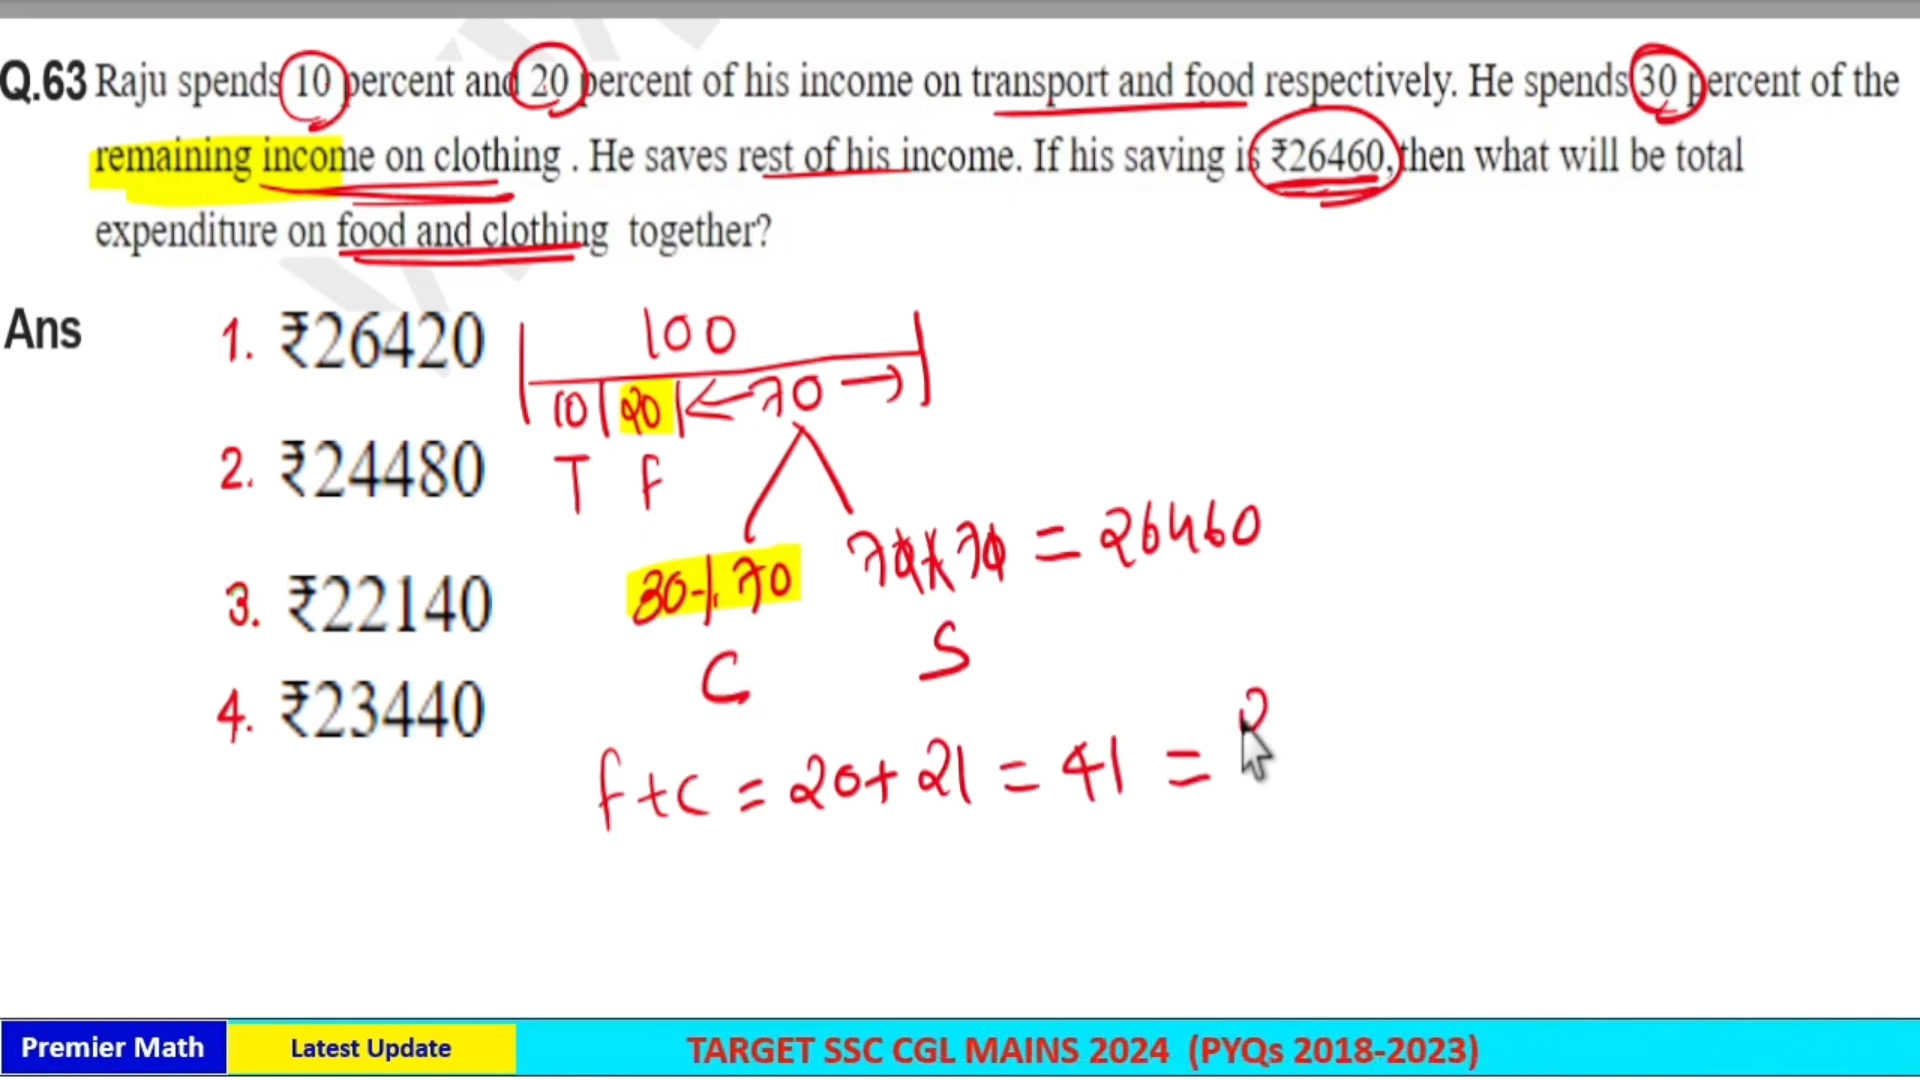 Q.63 Raju spends 10 percent and 20 percent of his income on transport and food respectively. He spends 30 percent of the
remaining income on clothing . He saves rest of his income. If his saving is ₹26460, then what will be total
expenditure on food and clothing together?
Ans
1. ₹26420
2. ₹24480
3. ₹22140
4. ₹23440
100
10 20 70
T F
30% 70
70 x 70 = 26460
C S
f+c = 20+21 = 41 =
Premier Math
Latest Update
TARGET SSC CGL MAINS 2024 (PYQs 2018-2023)